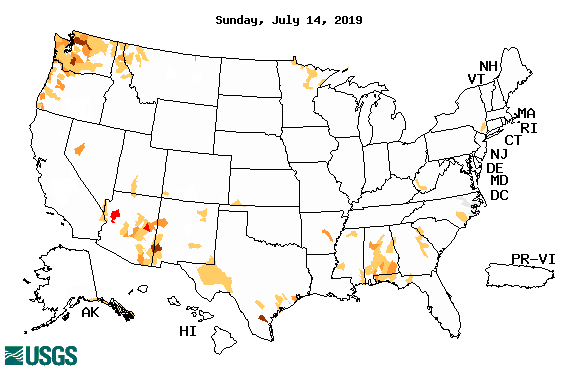 Sunday, July 14, 2019
NH
VT
MA
RI
CT
NJ
DE
MD
DC
PR-VI
AK
HI
USGS